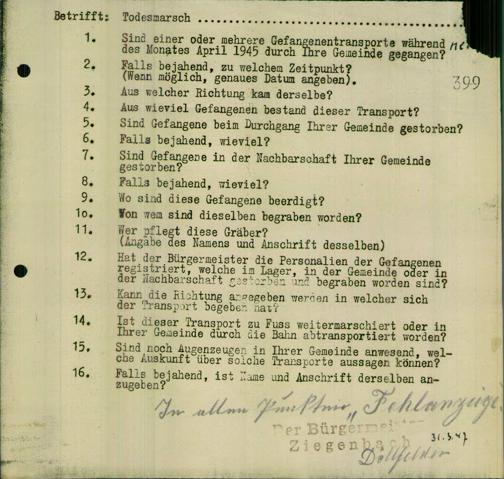 Betrifft: Todesmarsch ..............................
1. Sind einer oder mehrere Gefangenentransporte während
des Monates April 1945 durch Ihre Gemeinde gegangen?
2. Falls bejahend, zu welchem Zeitpunkt?
(Wenn möglich, genaues Datum angeben).
399
3. Aus welcher Richtung kam derselbe?
4. Aus wieviel Gefangenen bestand dieser Transport?
5. Sind Gefangene beim Durchgang Ihrer Gemeinde gestorben?
6. Falls bejahend, wieviel?
7. Sind Gefangene in der Nachbarschaft Ihrer Gemeinde
gestorben?
8. Falls bejahend, wieviel?
9. Wo sind diese Gefangene beerdigt?
1o. Von wem sind dieselben begraben worden?
11. Wer pflegt diese Gräber?
(Angabe des Namens und Anschrift desselben)
12. Hat der Bürgermeister die Personalien der Gefangenen
registriert, welche im Lager, in der Gemeinde oder in
der Nachbarschaft gestorben und begraben worden sind?
13. Kann die Richtung angegeben werden in welcher sich
der Transport begeben hat?
14. Ist dieser Transport zu Fuss weitermarschiert oder in
Ihrer Gemeinde durch die Bahn abtransportiert worden?
15. Sind noch Augenzeugen in Ihrer Gemeinde anwesend, wel-
che Auskunft über solche Transporte aussagen können?
16. Falls bejahend, ist Name und Anschrift derselben an-
zugeben?
In allen Punkten "Fehlanzeige.
Der Bürgermeister
Ziegenbach
31.3.47